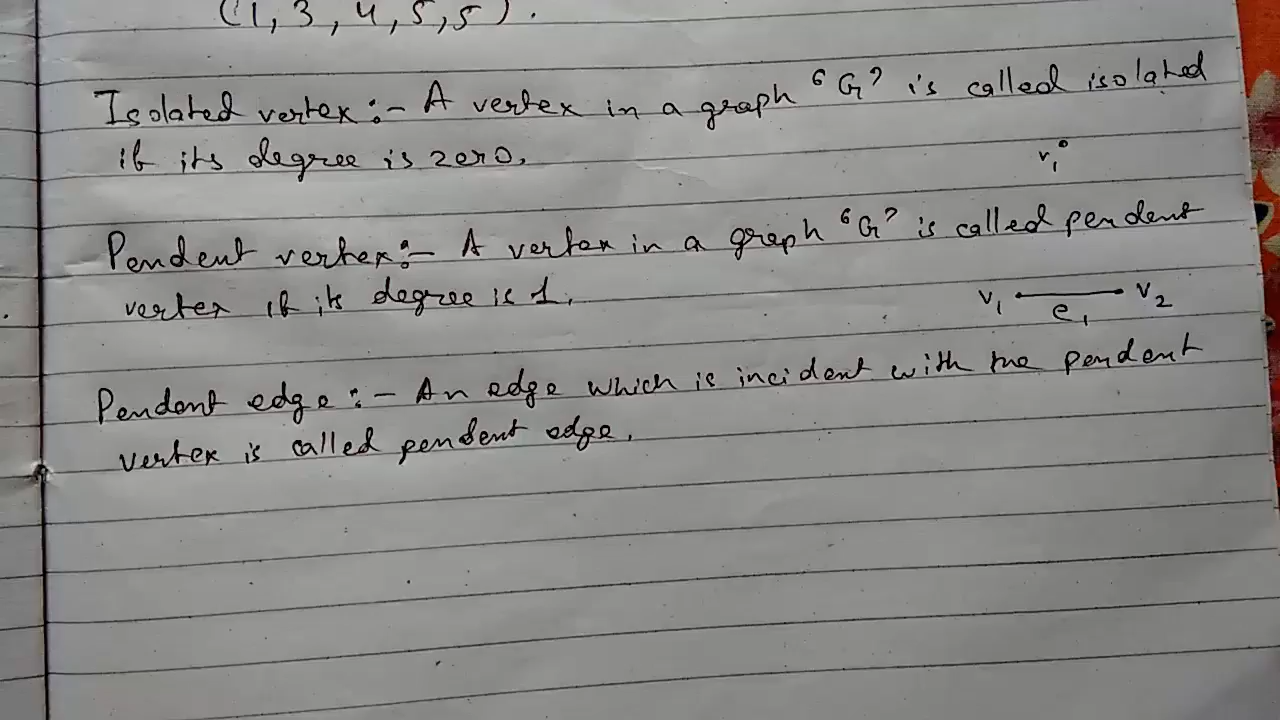 (1, 3, 4, 5, 5).
Isolated vertex :- A vertex in a graph 'G' is called isolated
if its degree is zero.
v₁
Pendent vertex :- A vertex in a graph 'G' is called pendent
vertex if its degree is 1.
v₁ e₁ v₂
Pendent edge :- An edge which is incident with the pendent
vertex is called pendent edge.